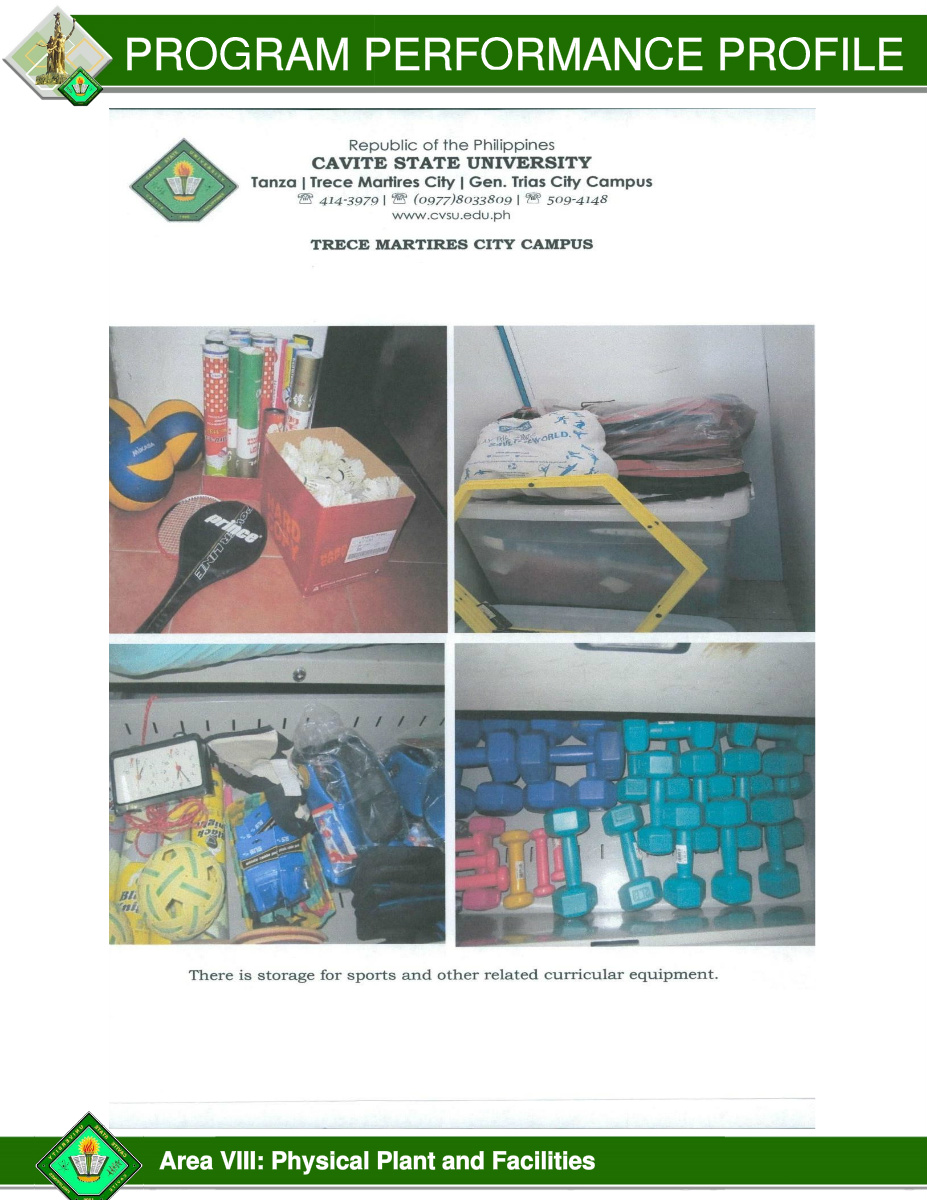 PROGRAM PERFORMANCE PROFILE
Republic of the Philippines
CAVITE STATE UNIVERSITY
Tanza | Trece Martires City | Gen. Trias City Campus
☏ 414-3979 | ☏ (0977)8033809 | ☏ 509-4148
www.cvsu.edu.ph
TRECE MARTIRES CITY CAMPUS
MIKASA
prince
WORLD.
There is storage for sports and other related curricular equipment.
Area VIII: Physical Plant and Facilities